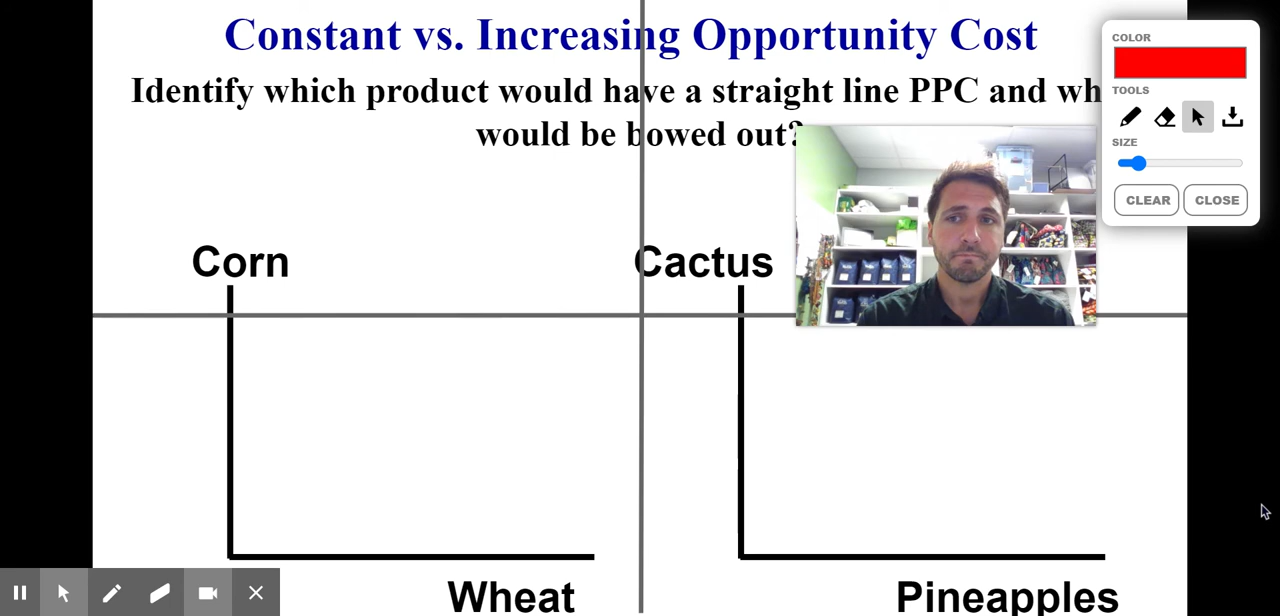 Constant vs. Increasing Opportunity Cost
Identify which product would have a straight line PPC and wh
would be bowed out?
COLOR
TOOLS
SIZE
CLEAR CLOSE
Corn
Cactus
Wheat
Pineapples